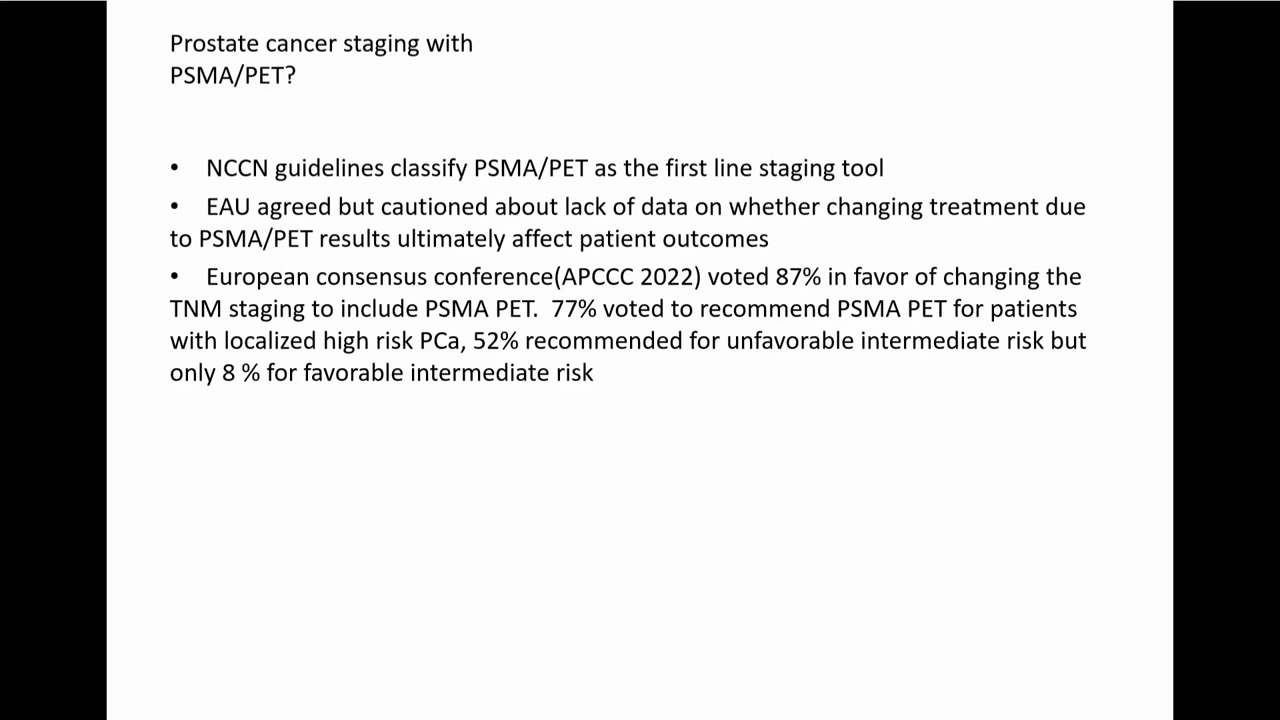 Prostate cancer staging with
PSMA/PET?
• NCCN guidelines classify PSMA/PET as the first line staging tool
• EAU agreed but cautioned about lack of data on whether changing treatment due
to PSMA/PET results ultimately affect patient outcomes
• European consensus conference(APCCC 2022) voted 87% in favor of changing the
TNM staging to include PSMA PET.  77% voted to recommend PSMA PET for patients
with localized high risk PCa, 52% recommended for unfavorable intermediate risk but
only 8 % for favorable intermediate risk